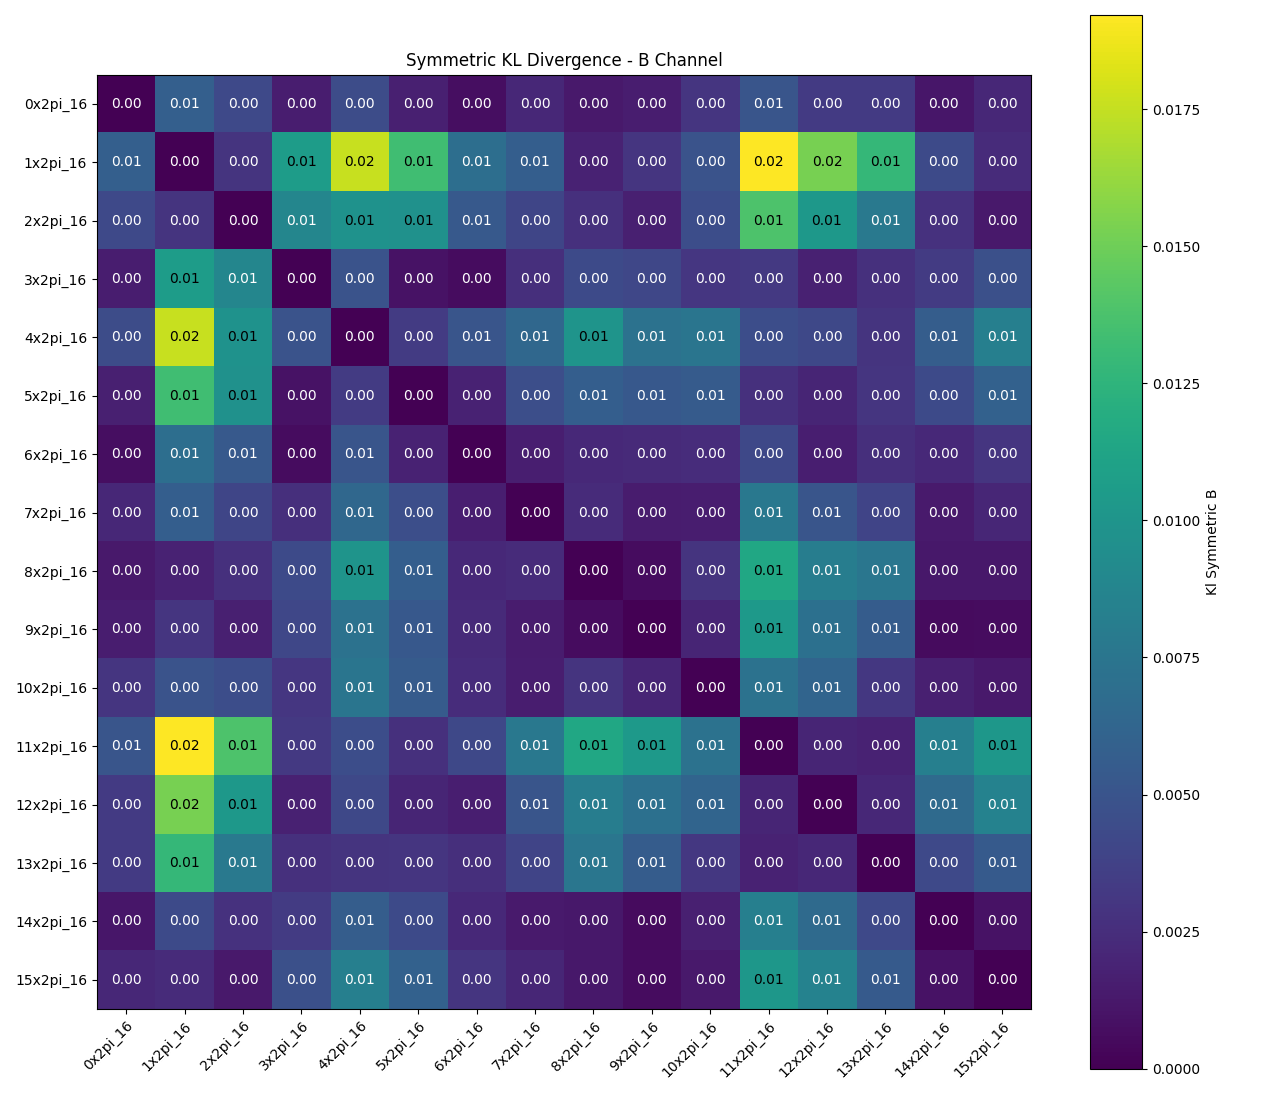 Symmetric KL Divergence - B Channel
0x2pi_16 0.00 0.01 0.00 0.00 0.00 0.00 0.00 0.00 0.00 0.00 0.00 0.01 0.00 0.00 0.00 0.00
1x2pi_16 0.01 0.00 0.00 0.01 0.02 0.01 0.01 0.01 0.00 0.00 0.00 0.02 0.02 0.01 0.00 0.00
2x2pi_16 0.00 0.00 0.00 0.01 0.01 0.01 0.01 0.00 0.00 0.00 0.00 0.01 0.01 0.01 0.00 0.00
3x2pi_16 0.00 0.01 0.01 0.00 0.00 0.00 0.00 0.00 0.00 0.00 0.00 0.00 0.00 0.00 0.00 0.00
4x2pi_16 0.00 0.02 0.01 0.00 0.00 0.00 0.01 0.01 0.01 0.01 0.01 0.00 0.00 0.00 0.01 0.01
5x2pi_16 0.00 0.01 0.01 0.00 0.00 0.00 0.00 0.00 0.01 0.01 0.01 0.00 0.00 0.00 0.00 0.01
6x2pi_16 0.00 0.01 0.01 0.00 0.01 0.00 0.00 0.00 0.00 0.00 0.00 0.00 0.00 0.00 0.00 0.00
7x2pi_16 0.00 0.01 0.00 0.00 0.01 0.00 0.00 0.00 0.00 0.00 0.00 0.01 0.01 0.00 0.00 0.00
8x2pi_16 0.00 0.00 0.00 0.00 0.01 0.01 0.00 0.00 0.00 0.00 0.00 0.01 0.01 0.01 0.00 0.00
9x2pi_16 0.00 0.00 0.00 0.00 0.01 0.01 0.00 0.00 0.00 0.00 0.00 0.01 0.01 0.01 0.00 0.00
10x2pi_16 0.00 0.00 0.00 0.00 0.01 0.01 0.00 0.00 0.00 0.00 0.00 0.01 0.01 0.00 0.00 0.00
11x2pi_16 0.01 0.02 0.01 0.00 0.00 0.00 0.00 0.01 0.01 0.01 0.01 0.00 0.00 0.00 0.01 0.01
12x2pi_16 0.00 0.02 0.01 0.00 0.00 0.00 0.00 0.01 0.01 0.01 0.01 0.00 0.00 0.00 0.01 0.01
13x2pi_16 0.00 0.01 0.01 0.00 0.00 0.00 0.00 0.00 0.01 0.01 0.00 0.00 0.00 0.00 0.00 0.01
14x2pi_16 0.00 0.00 0.00 0.00 0.01 0.00 0.00 0.00 0.00 0.00 0.00 0.01 0.01 0.00 0.00 0.00
15x2pi_16 0.00 0.00 0.00 0.00 0.01 0.01 0.00 0.00 0.00 0.00 0.00 0.01 0.01 0.01 0.00 0.00
0x2pi_16 1x2pi_16 2x2pi_16 3x2pi_16 4x2pi_16 5x2pi_16 6x2pi_16 7x2pi_16 8x2pi_16 9x2pi_16 10x2pi_16 11x2pi_16 12x2pi_16 13x2pi_16 14x2pi_16 15x2pi_16
0.0175
0.0150
0.0125
0.0100
0.0075
0.0050
0.0025
0.0000
Kl Symmetric B